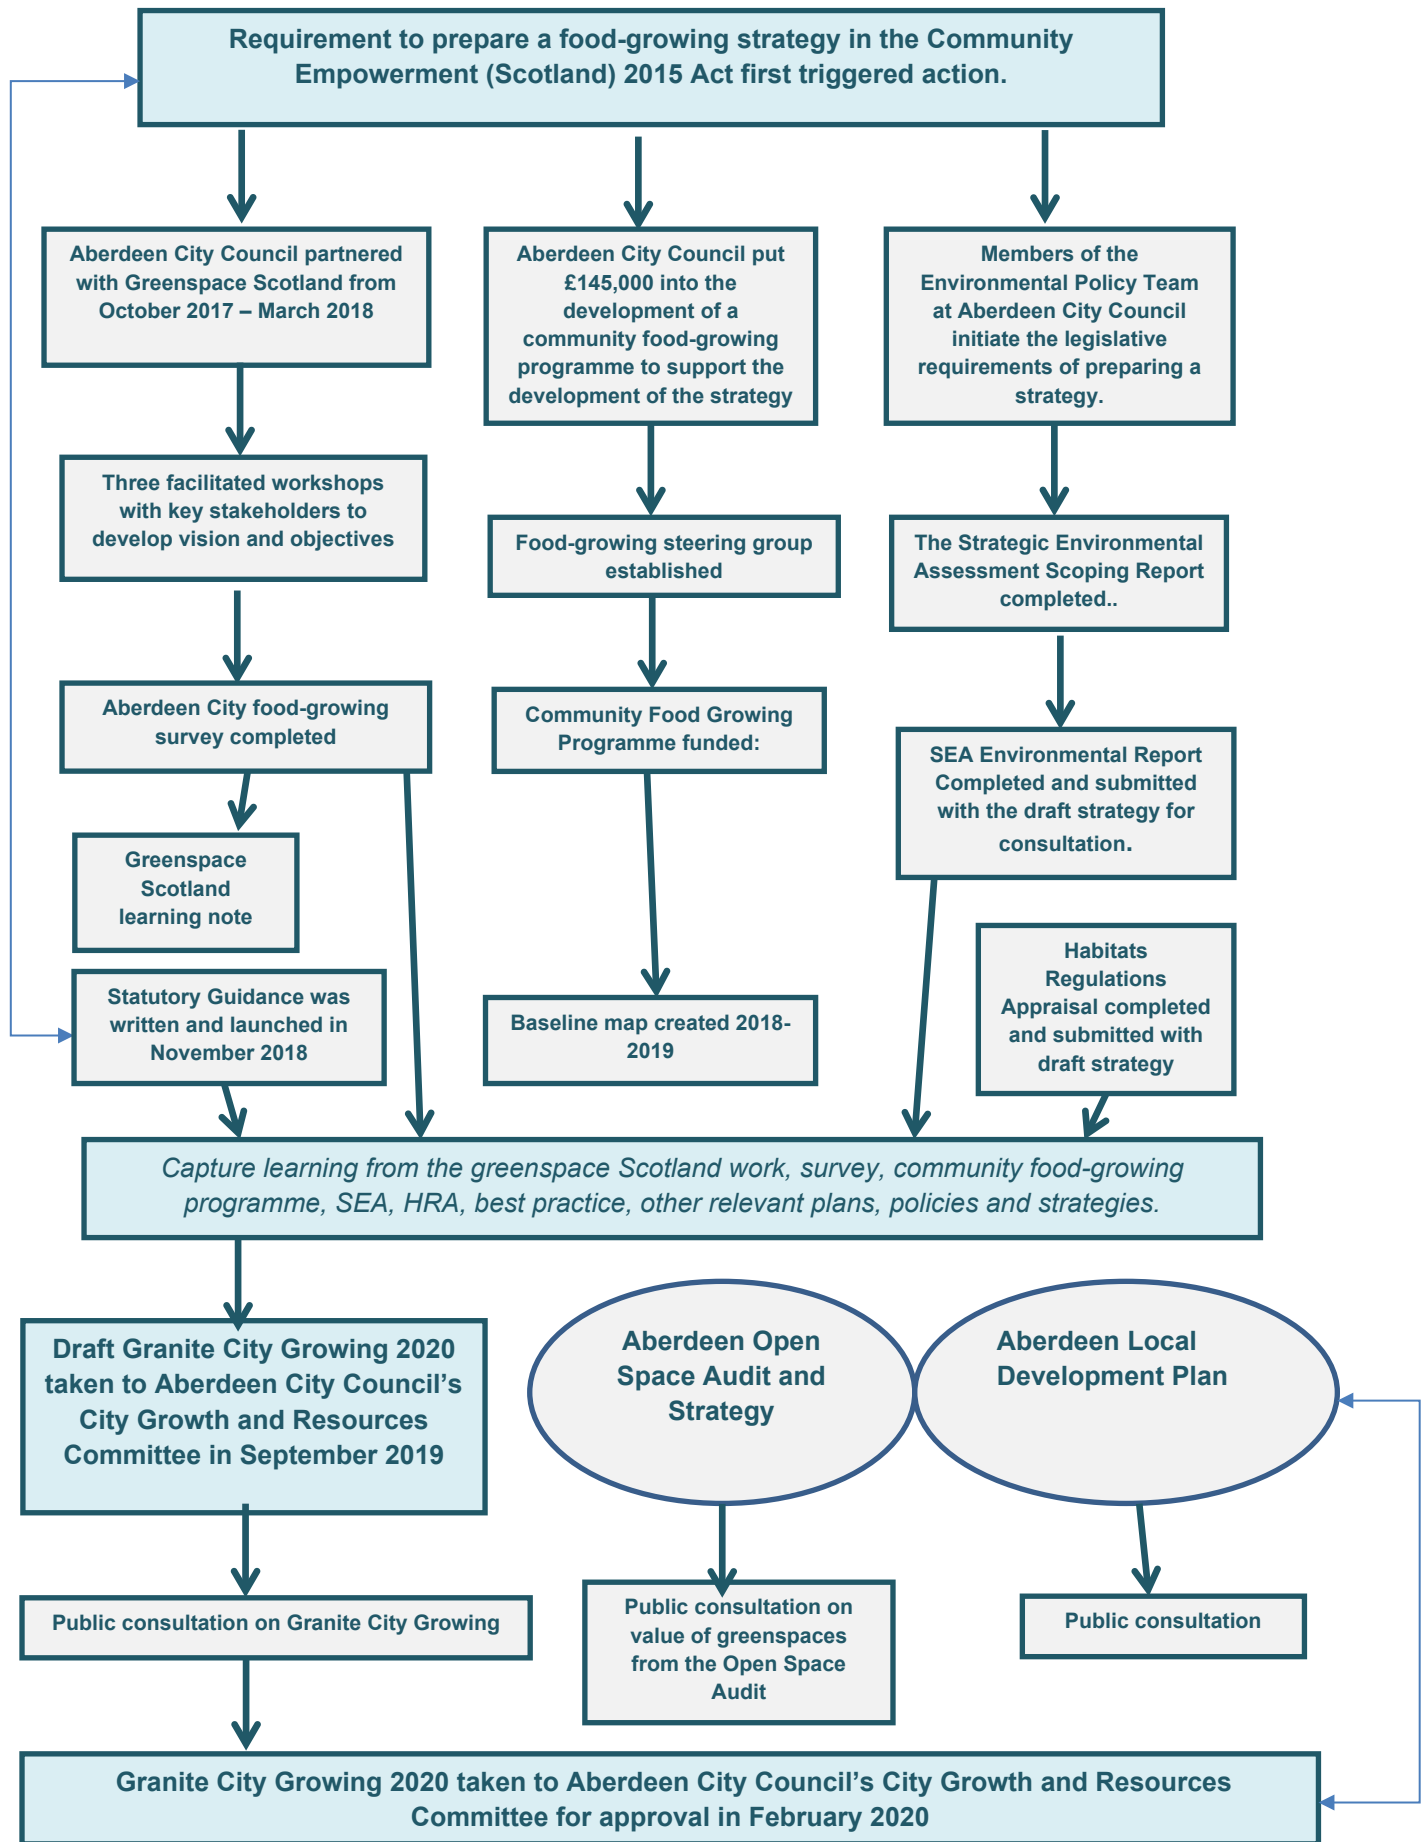 Requirement to prepare a food-growing strategy in the Community
Empowerment (Scotland) 2015 Act first triggered action.
Aberdeen City Council partnered
with Greenspace Scotland from
October 2017 – March 2018
Aberdeen City Council put
£145,000 into the
development of a
community food-growing
programme to support the
development of the strategy
Members of the
Environmental Policy Team
at Aberdeen City Council
initiate the legislative
requirements of preparing a
strategy.
Three facilitated workshops
with key stakeholders to
develop vision and objectives
Food-growing steering group
established
The Strategic Environmental
Assessment Scoping Report
completed..
Aberdeen City food-growing
survey completed
Community Food Growing
Programme funded:
SEA Environmental Report
Completed and submitted
with the draft strategy for
consultation.
Greenspace
Scotland
learning note
Statutory Guidance was
written and launched in
November 2018
Baseline map created 2018-
2019
Habitats
Regulations
Appraisal completed
and submitted with
draft strategy
Capture learning from the greenspace Scotland work, survey, community food-growing
programme, SEA, HRA, best practice, other relevant plans, policies and strategies.
Draft Granite City Growing 2020
taken to Aberdeen City Council’s
City Growth and Resources
Committee in September 2019
Aberdeen Open
Space Audit and
Strategy
Aberdeen Local
Development Plan
Public consultation on Granite City Growing
Public consultation on
value of greenspaces
from the Open Space
Audit
Public consultation
Granite City Growing 2020 taken to Aberdeen City Council’s City Growth and Resources
Committee for approval in February 2020